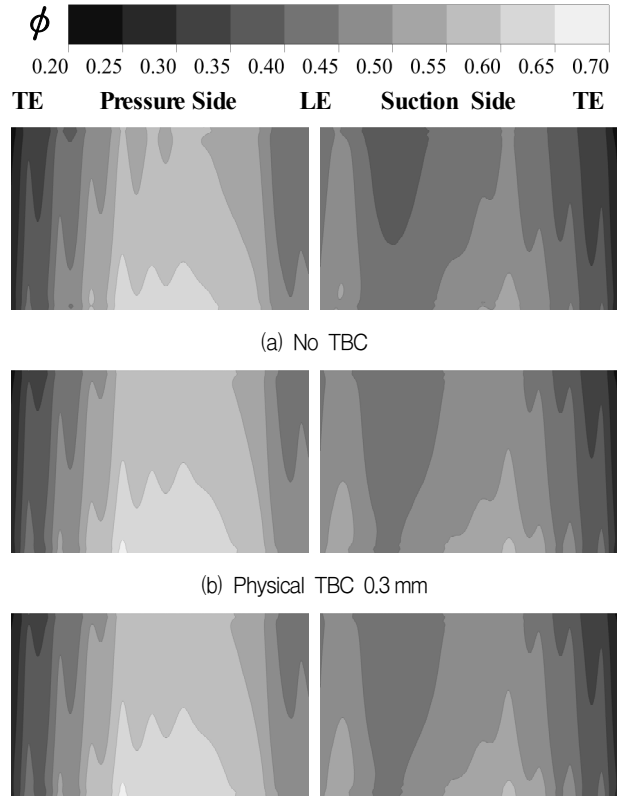 ϕ
0.20 0.25 0.30 0.35 0.40 0.45 0.50 0.55 0.60 0.65 0.70
TE Pressure Side LE Suction Side TE
(a) No TBC
(b) Physical TBC 0.3 mm